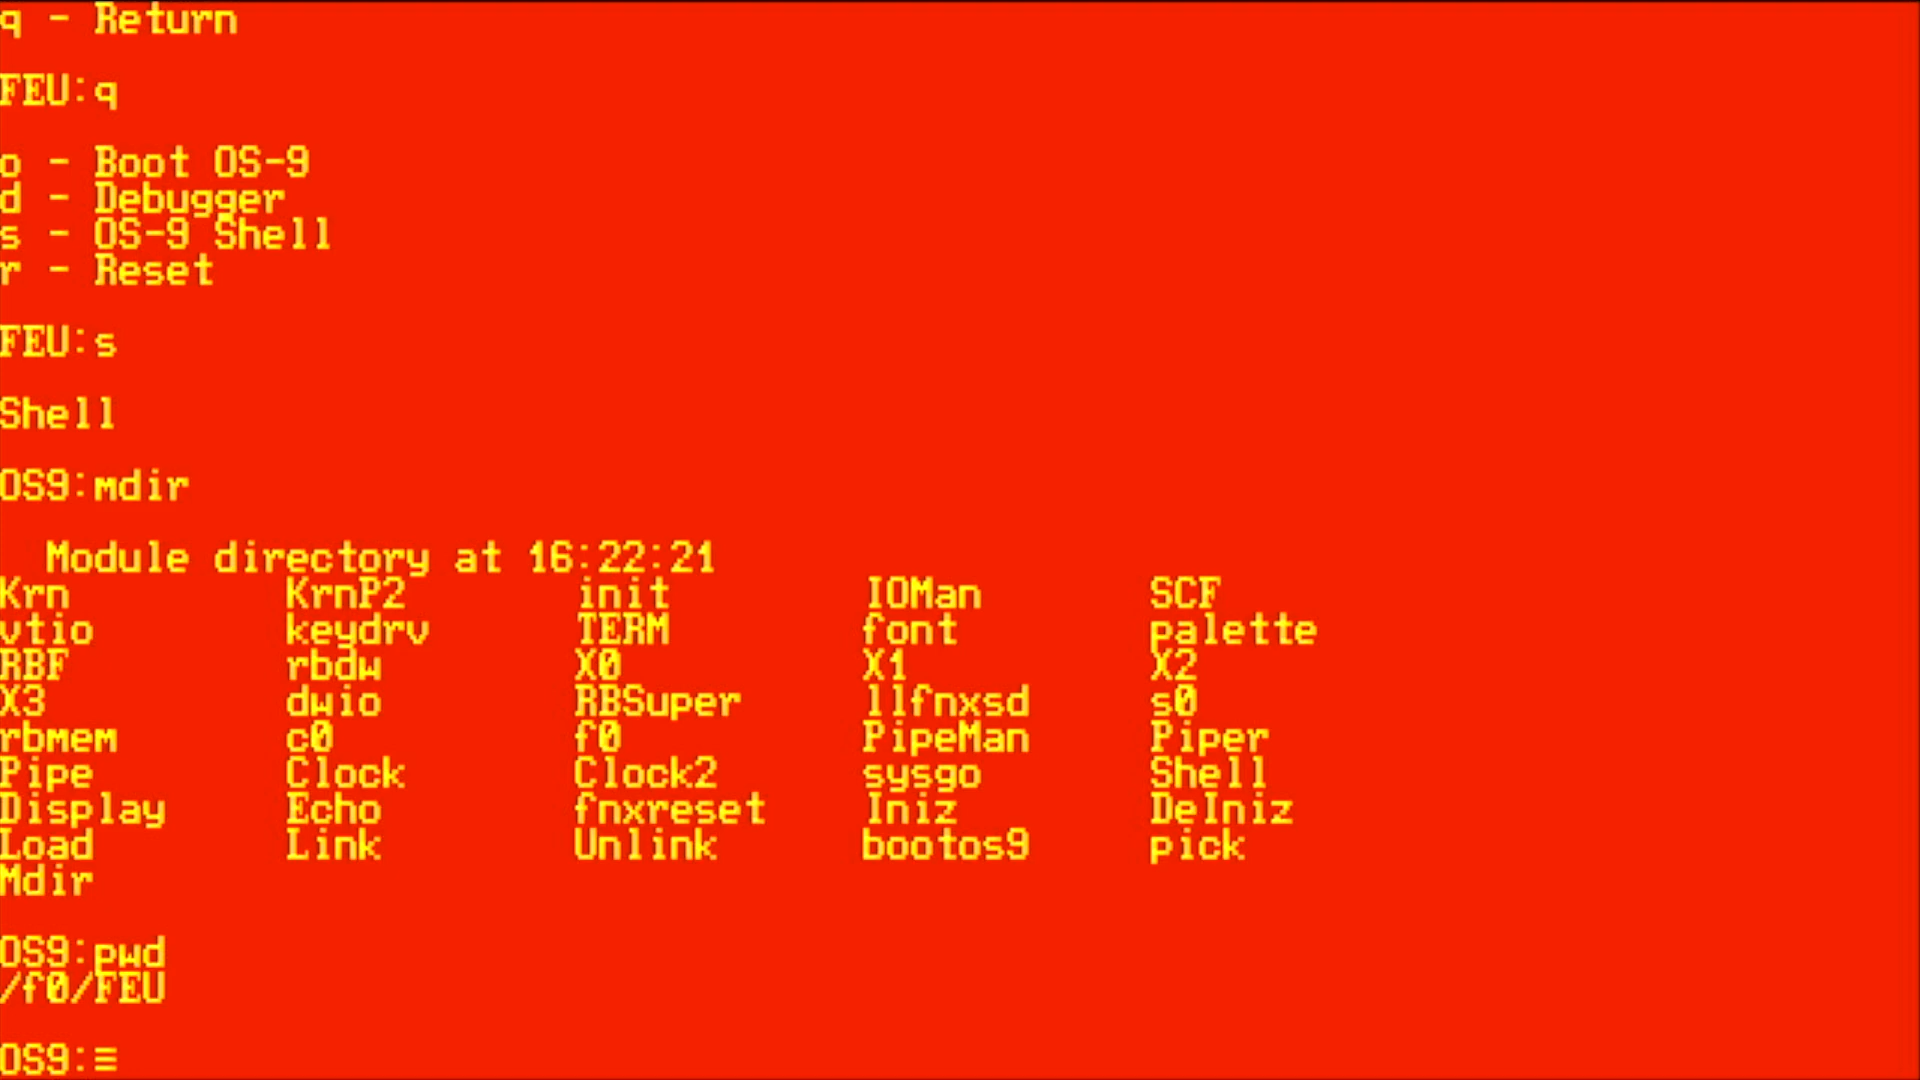 q - Return
FEU:q
o - Boot OS-9
d - Debugger
s - OS-9 Shell
r - Reset
FEU:s
Shell
OS9:mdir
Module directory at 16:22:21
Krn KrnP2 init IOMan SCF
vtio keydrv TERM font palette
RBF rbdw X0 X1 X2
X3 dwio RBSuper llfnxsd s0
rbmem c0 f0 PipeMan Piper
Pipe Clock Clock2 sysgo Shell
Display Echo fnxreset Iniz DeIniz
Load Link Unlink bootos9 pick
Mdir
OS9:pwd
/f0/FEU
OS9:≡